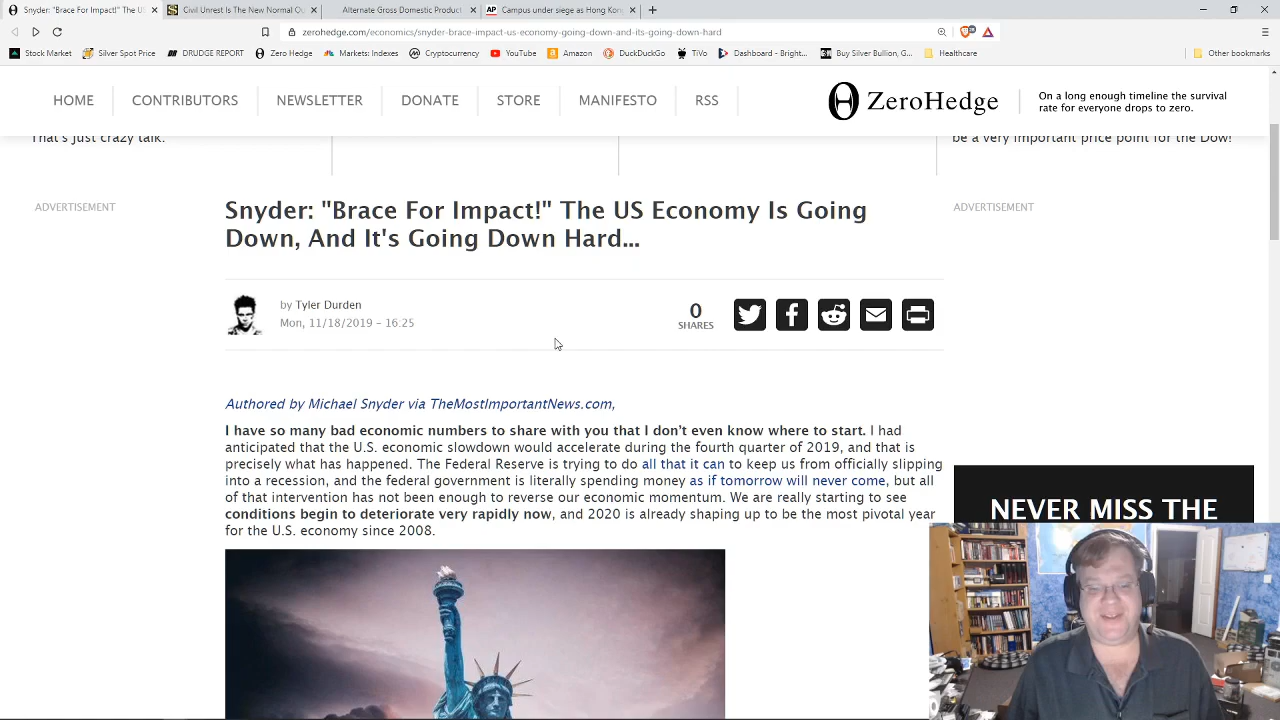 Snyder: "Brace For Impact!" The US
Civil Unrest Is The New Normal Ou
Alternate Gross Domestic Product
AP Campus under siege as Hong Kong
zerohedge.com/economics/snyder-brace-impact-us-economy-going-down-and-its-going-down-hard
Stock Market
Silver Spot Price
DRUDGE REPORT
Zero Hedge
Markets: Indexes
Cryptocurrency
YouTube
Amazon
DuckDuckGo
TiVo
Dashboard - Bright...
Buy Silver Bullion, G...
Healthcare
Other bookmarks
HOME
CONTRIBUTORS
NEWSLETTER
DONATE
STORE
MANIFESTO
RSS
ZeroHedge
On a long enough timeline the survival
rate for everyone drops to zero.
That's just cra2y talk.
be a very important price point for the Dow!
ADVERTISEMENT
Snyder: "Brace For Impact!" The US Economy Is Going
Down, And It's Going Down Hard...
ADVERTISEMENT
by Tyler Durden
Mon, 11/18/2019 - 16:25
0
SHARES
Authored by Michael Snyder via TheMostImportantNews.com,
I have so many bad economic numbers to share with you that I don't even know where to start. I had
anticipated that the U.S. economic slowdown would accelerate during the fourth quarter of 2019, and that is
precisely what has happened. The Federal Reserve is trying to do all that it can to keep us from officially slipping
into a recession, and the federal government is literally spending money as if tomorrow will never come, but all
of that intervention has not been enough to reverse our economic momentum. We are really starting to see
conditions begin to deteriorate very rapidly now, and 2020 is already shaping up to be the most pivotal year
for the U.S. economy since 2008.
NEVER MISS THE